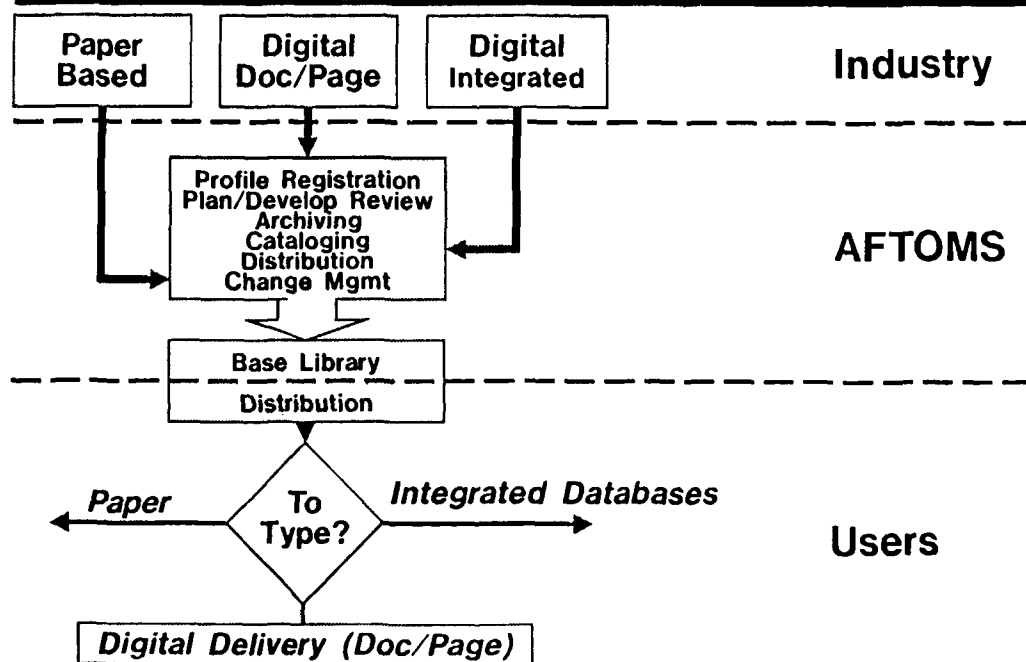 Paper
Based
Digital
Doc/Page
Digital
Integrated
Industry
Profile Registration
Plan/Develop Review
Archiving
Cataloging
Distribution
Change Mgmt
AFTOMS
Base Library
Distribution
To
Type?
Paper
Integrated Databases
Users
Digital Delivery (Doc/Page)